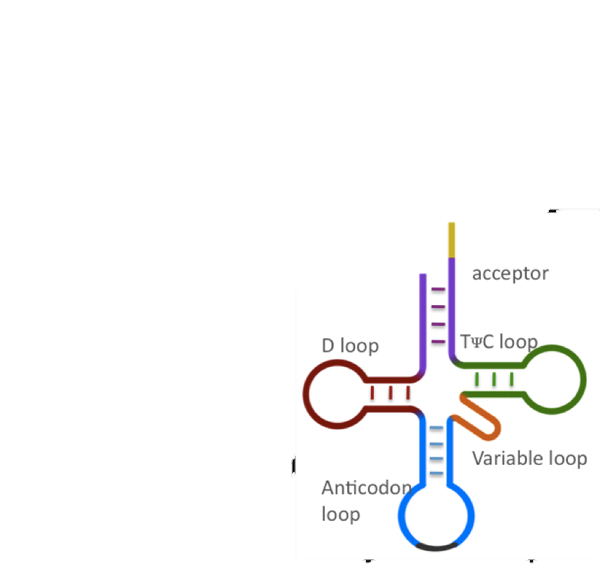 acceptor
D loop
TΨC loop
Variable loop
Anticodon
loop